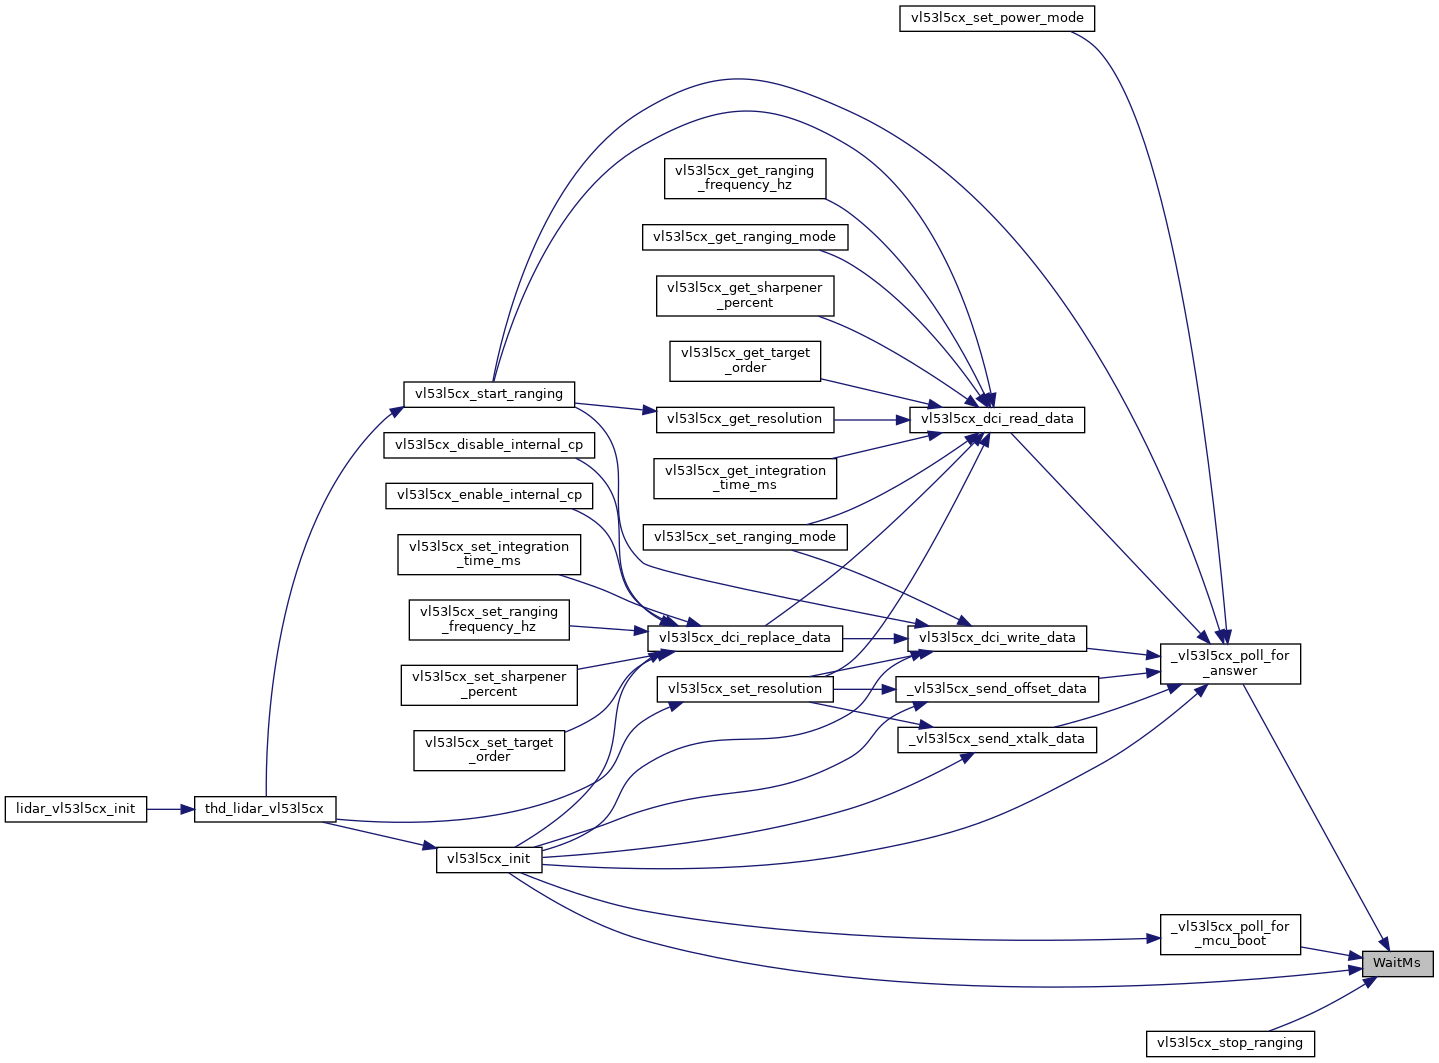 vl53l5cx_set_power_mode
vl53l5cx_get_ranging
_frequency_hz
vl53l5cx_get_ranging_mode
vl53l5cx_get_sharpener
_percent
vl53l5cx_get_target
_order
vl53l5cx_start_ranging
vl53l5cx_get_resolution
vl53l5cx_dci_read_data
vl53l5cx_disable_internal_cp
vl53l5cx_get_integration
_time_ms
vl53l5cx_enable_internal_cp
vl53l5cx_set_ranging_mode
vl53l5cx_set_integration
_time_ms
vl53l5cx_set_ranging
_frequency_hz
vl53l5cx_dci_replace_data
vl53l5cx_dci_write_data
_vl53l5cx_poll_for
_answer
vl53l5cx_set_sharpener
_percent
vl53l5cx_set_resolution
_vl53l5cx_send_offset_data
vl53l5cx_set_target
_order
_vl53l5cx_send_xtalk_data
lidar_vl53l5cx_init
thd_lidar_vl53l5cx
vl53l5cx_init
_vl53l5cx_poll_for
_mcu_boot
WaitMs
vl53l5cx_stop_ranging